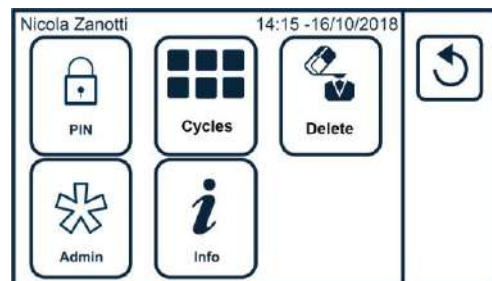 Nicola Zanotti 14:15 -16/10/2018
PIN Cycles Delete
Admin Info